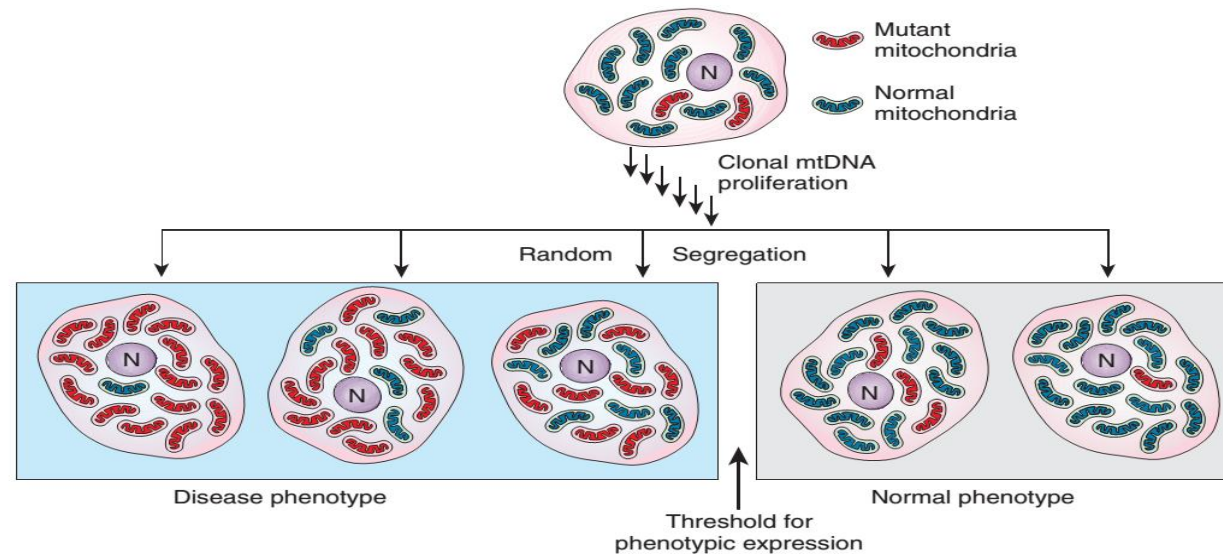 Mutant
mitochondria
N
Normal
mitochondria
Clonal mtDNA
proliferation
Random Segregation
N
N
N
N
N
Disease phenotype
Normal phenotype
Threshold for
phenotypic expression